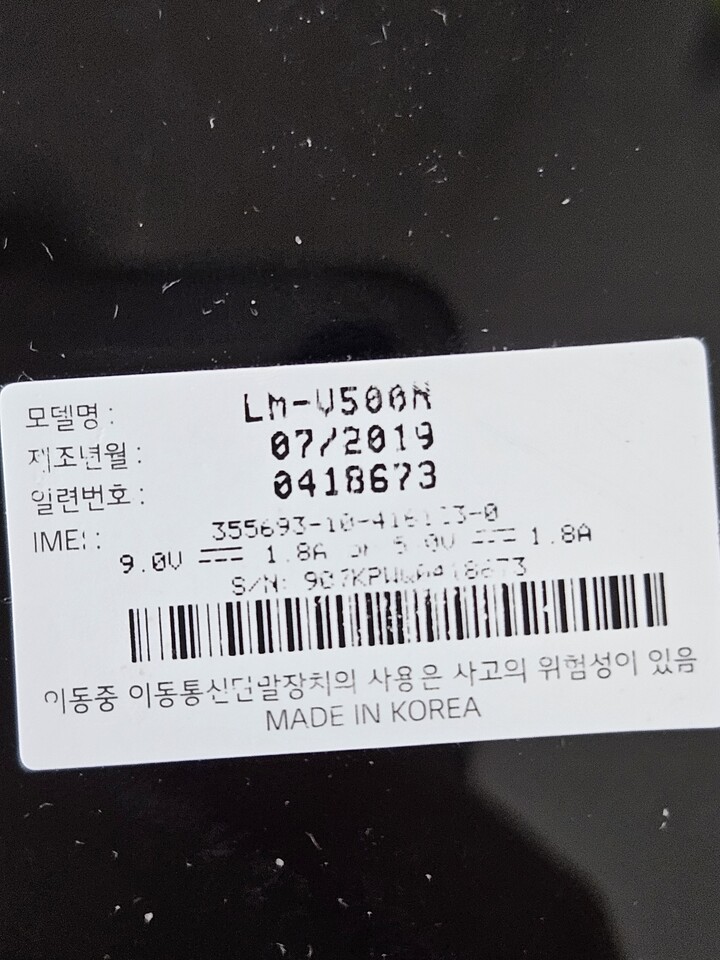 모델명 : LM-V500N
제조년월 : 07/2019
일련번호 : 0418673
IMEI :
9.0V ⎓ 1.8A or 5.0V ⎓ 1.8A
S/N:
이동중 이동통신단말장치의 사용은 사고의 위험성이 있음
MADE IN KOREA